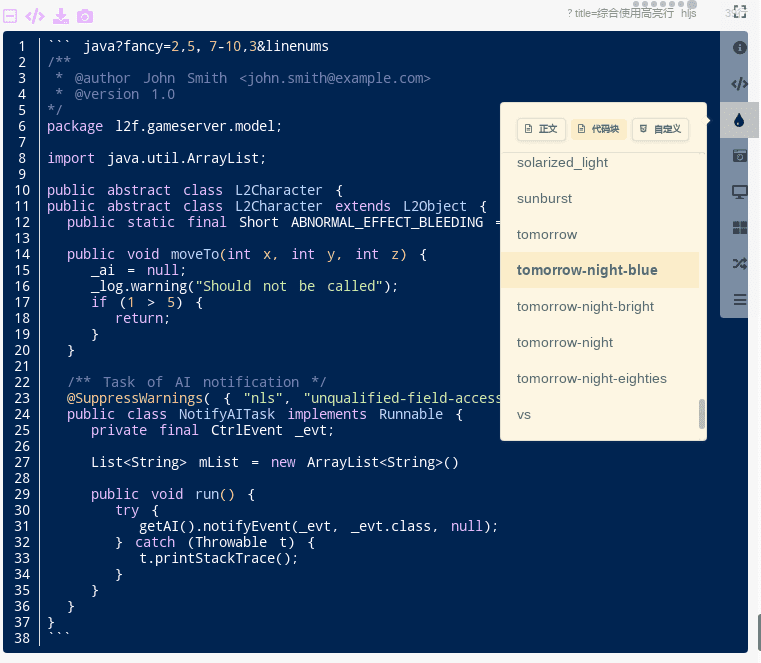 ? title=综合使用高亮行 hljs
1 ``` java?fancy=2,5, 7-10,3&linenums
2 /**
3 * @author John Smith <john.smith@example.com>
4 * @version 1.0
5 */
6 package l2f.gameserver.model;
7
8 import java.util.ArrayList;
9
10 public abstract class L2Character {
11 public abstract class L2Character extends L2Object {
12 public static final Short ABNORMAL_EFFECT_BLEEDING =
13
14 public void moveTo(int x, int y, int z) {
15 _ai = null;
16 _log.warning("Should not be called");
17 if (1 > 5) {
18 return;
19 }
20 }
21
22 /** Task of AI notification */
23 @SuppressWarnings( { "nls", "unqualified-field-access
24 public class NotifyAITask implements Runnable {
25 private final CtrlEvent _evt;
26
27 List<String> mList = new ArrayList<String>()
28
29 public void run() {
30 try {
31 getAI().notifyEvent(_evt, _evt.class, null);
32 } catch (Throwable t) {
33 t.printStackTrace();
34 }
35 }
36 }
37 }
38 ```
正文 代码块 自定义
solarized_light
sunburst
tomorrow
tomorrow-night-blue
tomorrow-night-bright
tomorrow-night
tomorrow-night-eighties
vs